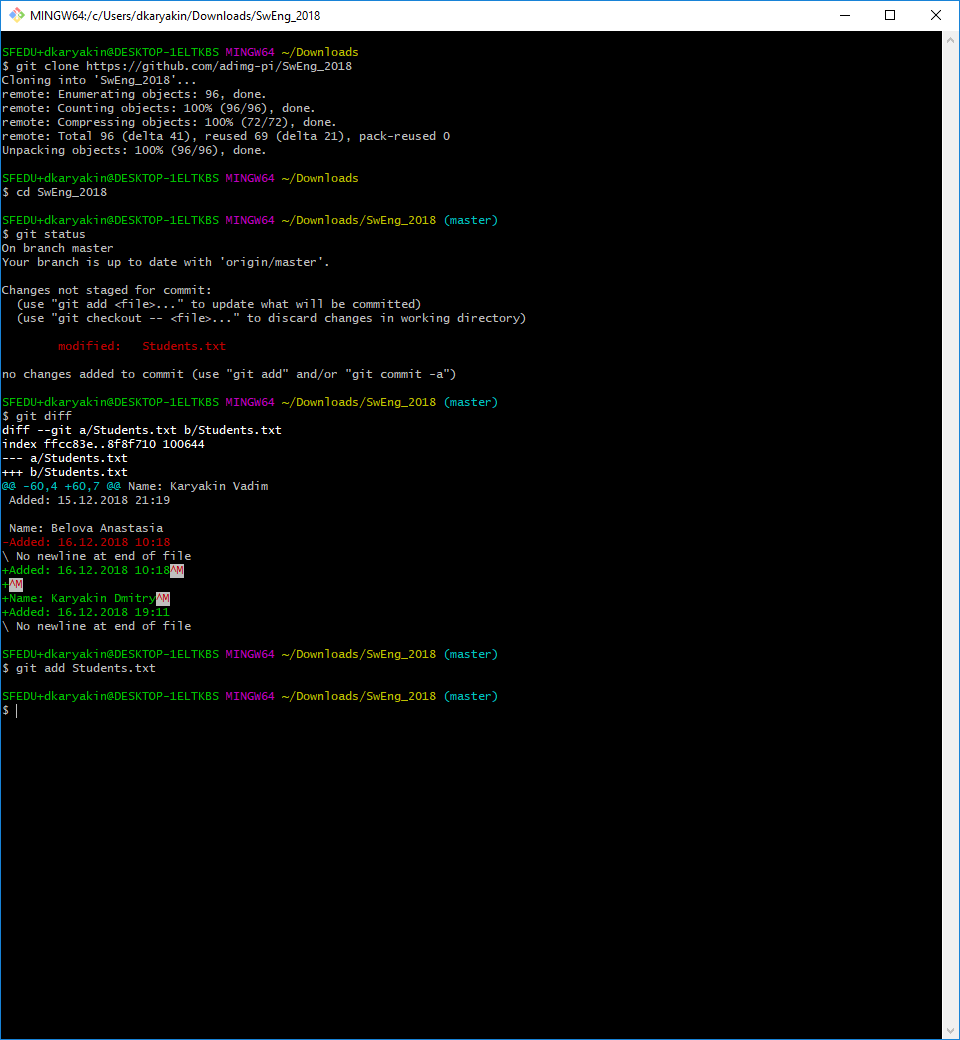 MINGW64:/c/Users/dkaryakin/Downloads/SwEng_2018
SFEDU+dkaryakin@DESKTOP-1ELTKBS MINGW64 ~/Downloads
$ git clone https://github.com/adimg-pi/SwEng_2018
Cloning into 'SwEng_2018'...
remote: Enumerating objects: 96, done.
remote: Counting objects: 100% (96/96), done.
remote: Compressing objects: 100% (72/72), done.
remote: Total 96 (delta 41), reused 69 (delta 21), pack-reused 0
Unpacking objects: 100% (96/96), done.
SFEDU+dkaryakin@DESKTOP-1ELTKBS MINGW64 ~/Downloads
$ cd SwEng_2018
SFEDU+dkaryakin@DESKTOP-1ELTKBS MINGW64 ~/Downloads/SwEng_2018 (master)
$ git status
On branch master
Your branch is up to date with 'origin/master'.
Changes not staged for commit:
  (use "git add <file>..." to update what will be committed)
  (use "git checkout -- <file>..." to discard changes in working directory)
        modified:   Students.txt
no changes added to commit (use "git add" and/or "git commit -a")
SFEDU+dkaryakin@DESKTOP-1ELTKBS MINGW64 ~/Downloads/SwEng_2018 (master)
$ git diff
diff --git a/Students.txt b/Students.txt
index ffcc83e..8f8f710 100644
--- a/Students.txt
+++ b/Students.txt
@@ -60,4 +60,7 @@ Name: Karyakin Vadim
 Added: 15.12.2018 21:19
 Name: Belova Anastasia
-Added: 16.12.2018 10:18
\ No newline at end of file
+Added: 16.12.2018 10:18^M
+^M
+Name: Karyakin Dmitry^M
+Added: 16.12.2018 19:11
\ No newline at end of file
SFEDU+dkaryakin@DESKTOP-1ELTKBS MINGW64 ~/Downloads/SwEng_2018 (master)
$ git add Students.txt
SFEDU+dkaryakin@DESKTOP-1ELTKBS MINGW64 ~/Downloads/SwEng_2018 (master)
$